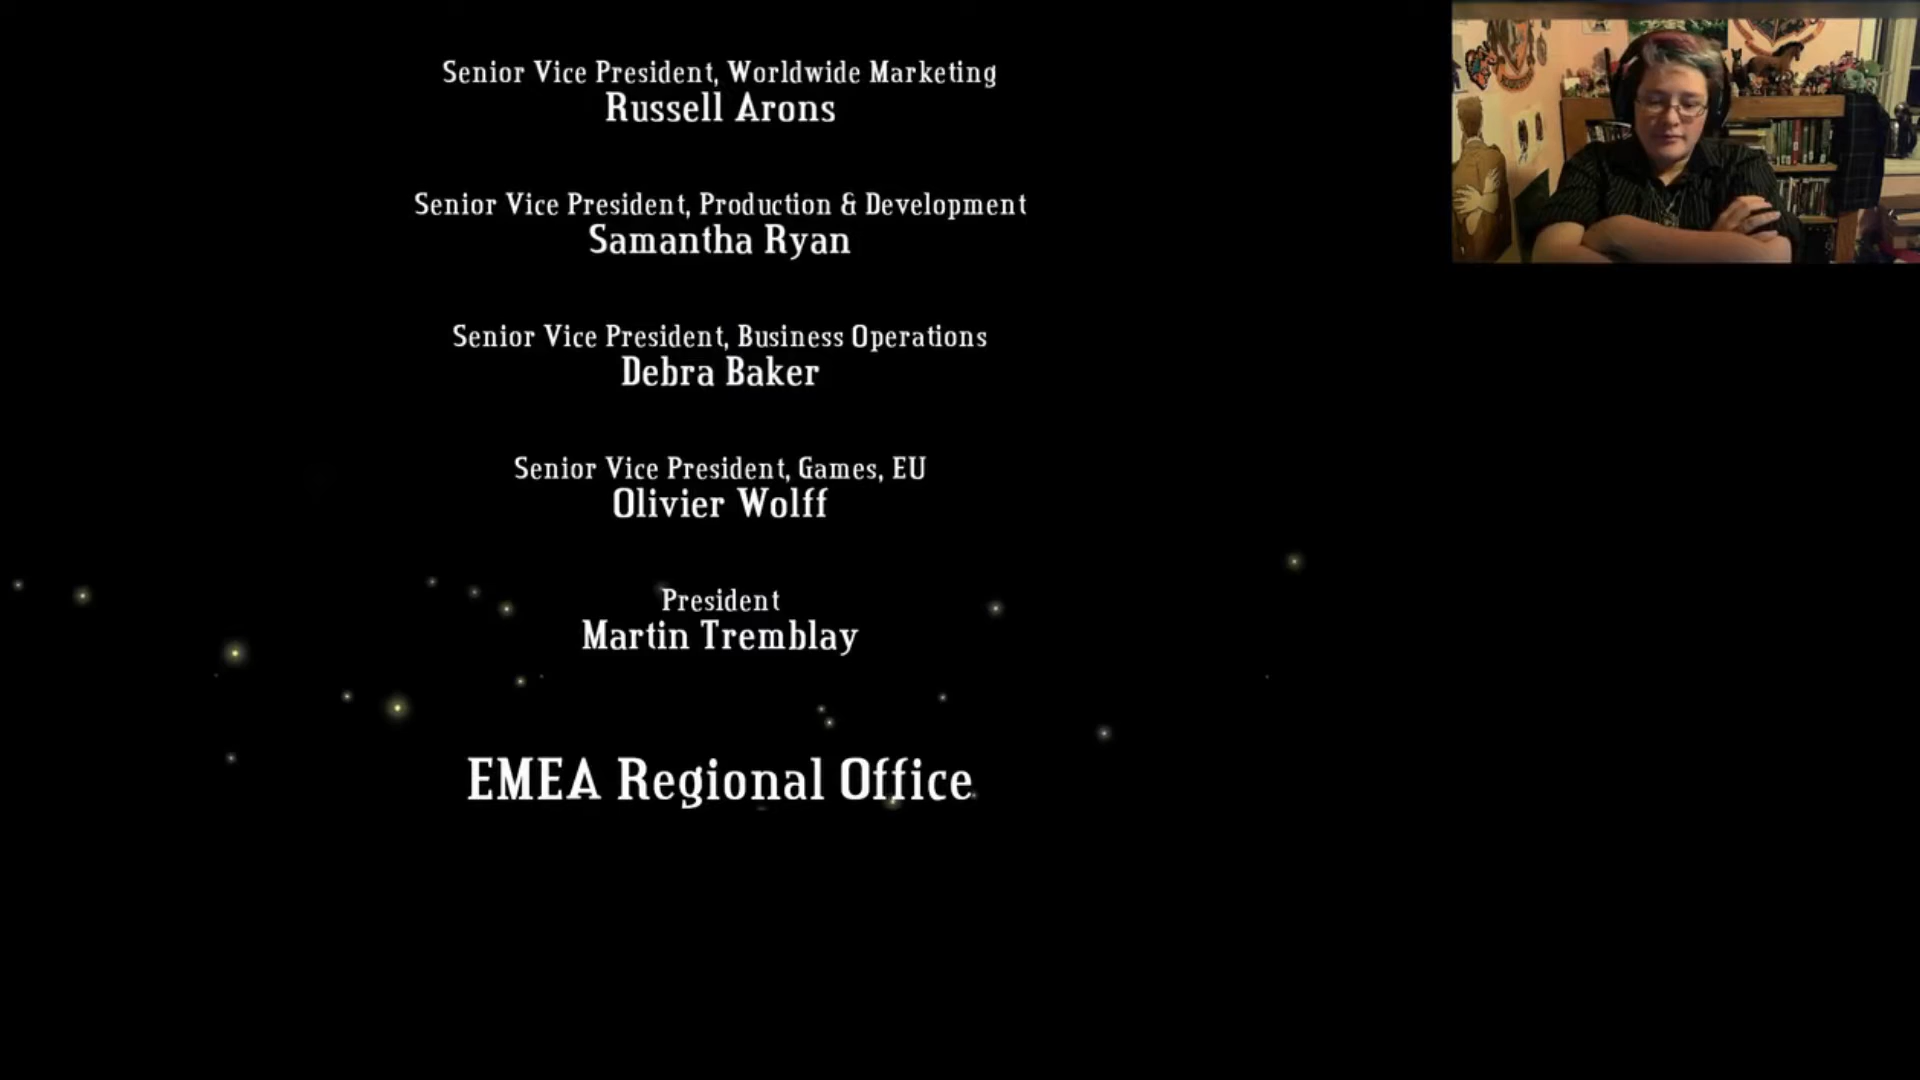 Senior Vice President, Worldwide Marketing
Russell Arons
Senior Vice President, Production & Development
Samantha Ryan
Senior Vice President, Business Operations
Debra Baker
Senior Vice President, Games, EU
Olivier Wolff
President
Martin Tremblay
EMEA Regional Office